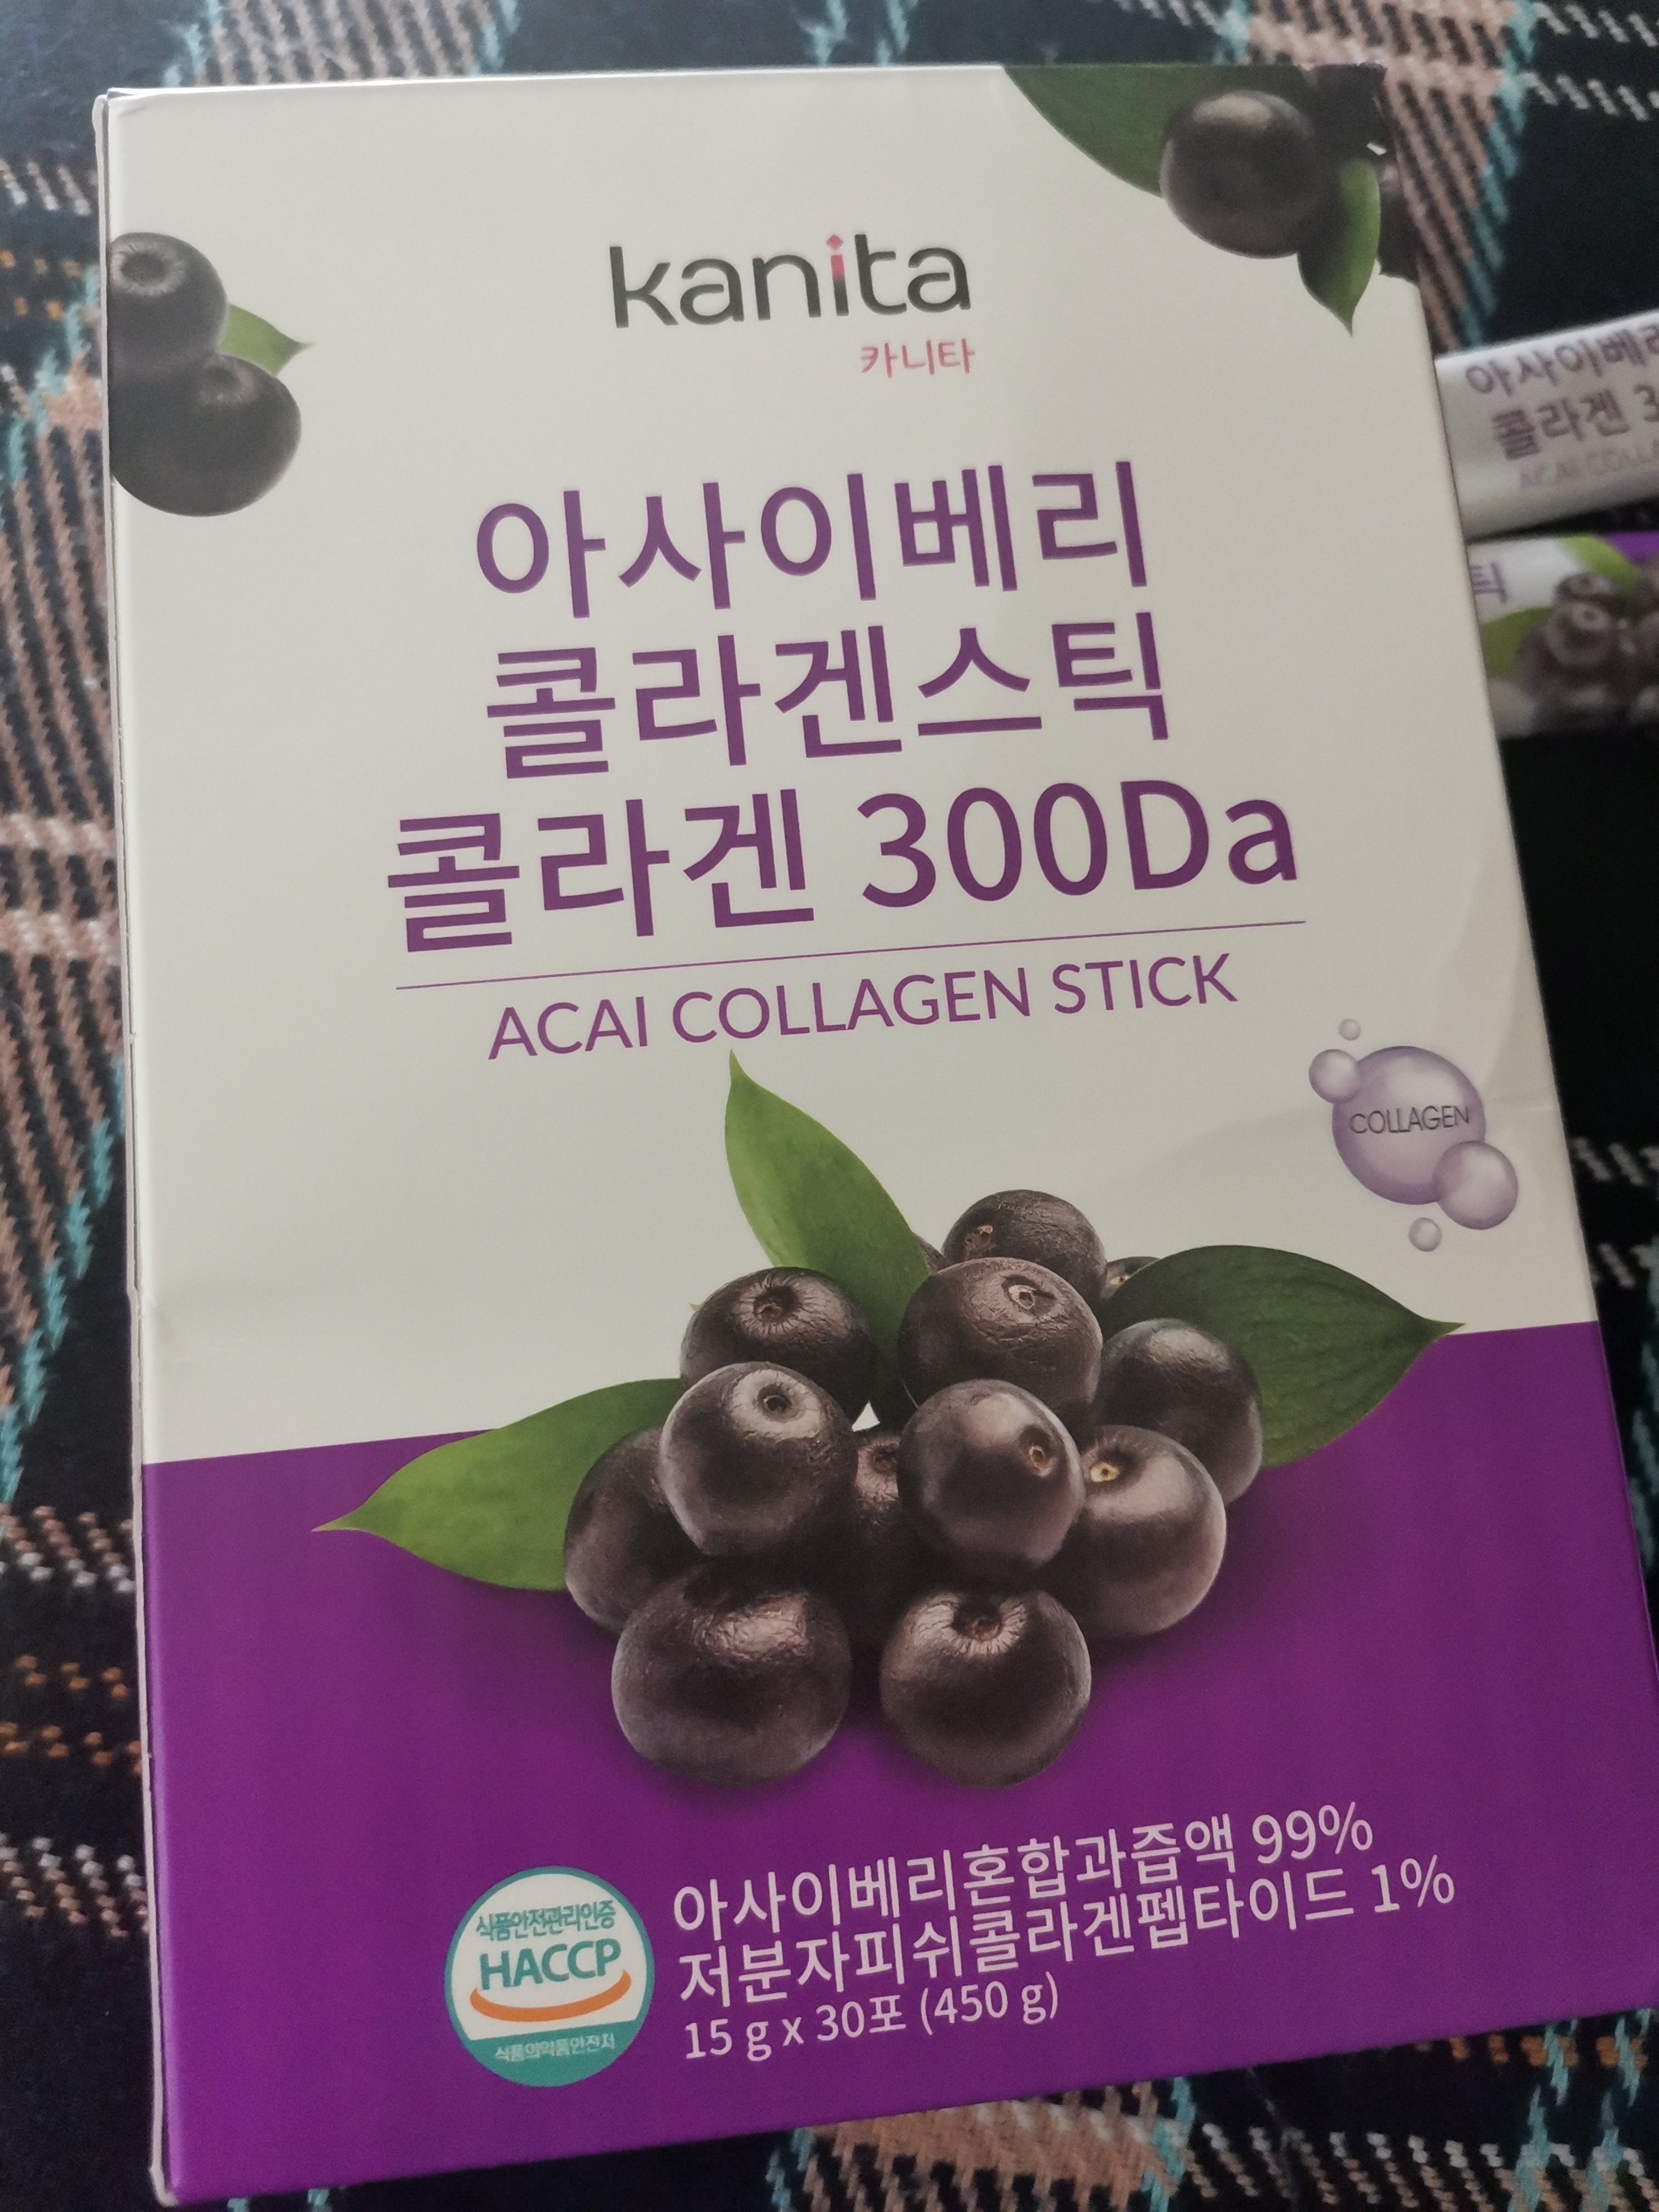 kanita
카니타
아사이베리
콜라겐스틱
콜라겐 300Da
ACAI COLLAGEN STICK
COLLAGEN
아사이베리혼합과즙액 99%
저분자피쉬콜라겐펩타이드 1%
15 g x 30포 (450 g)
식품안전관리인증
HACCP
식품의약품안전처
아사이베리
콜라겐 3
ACAI COLLA
틱